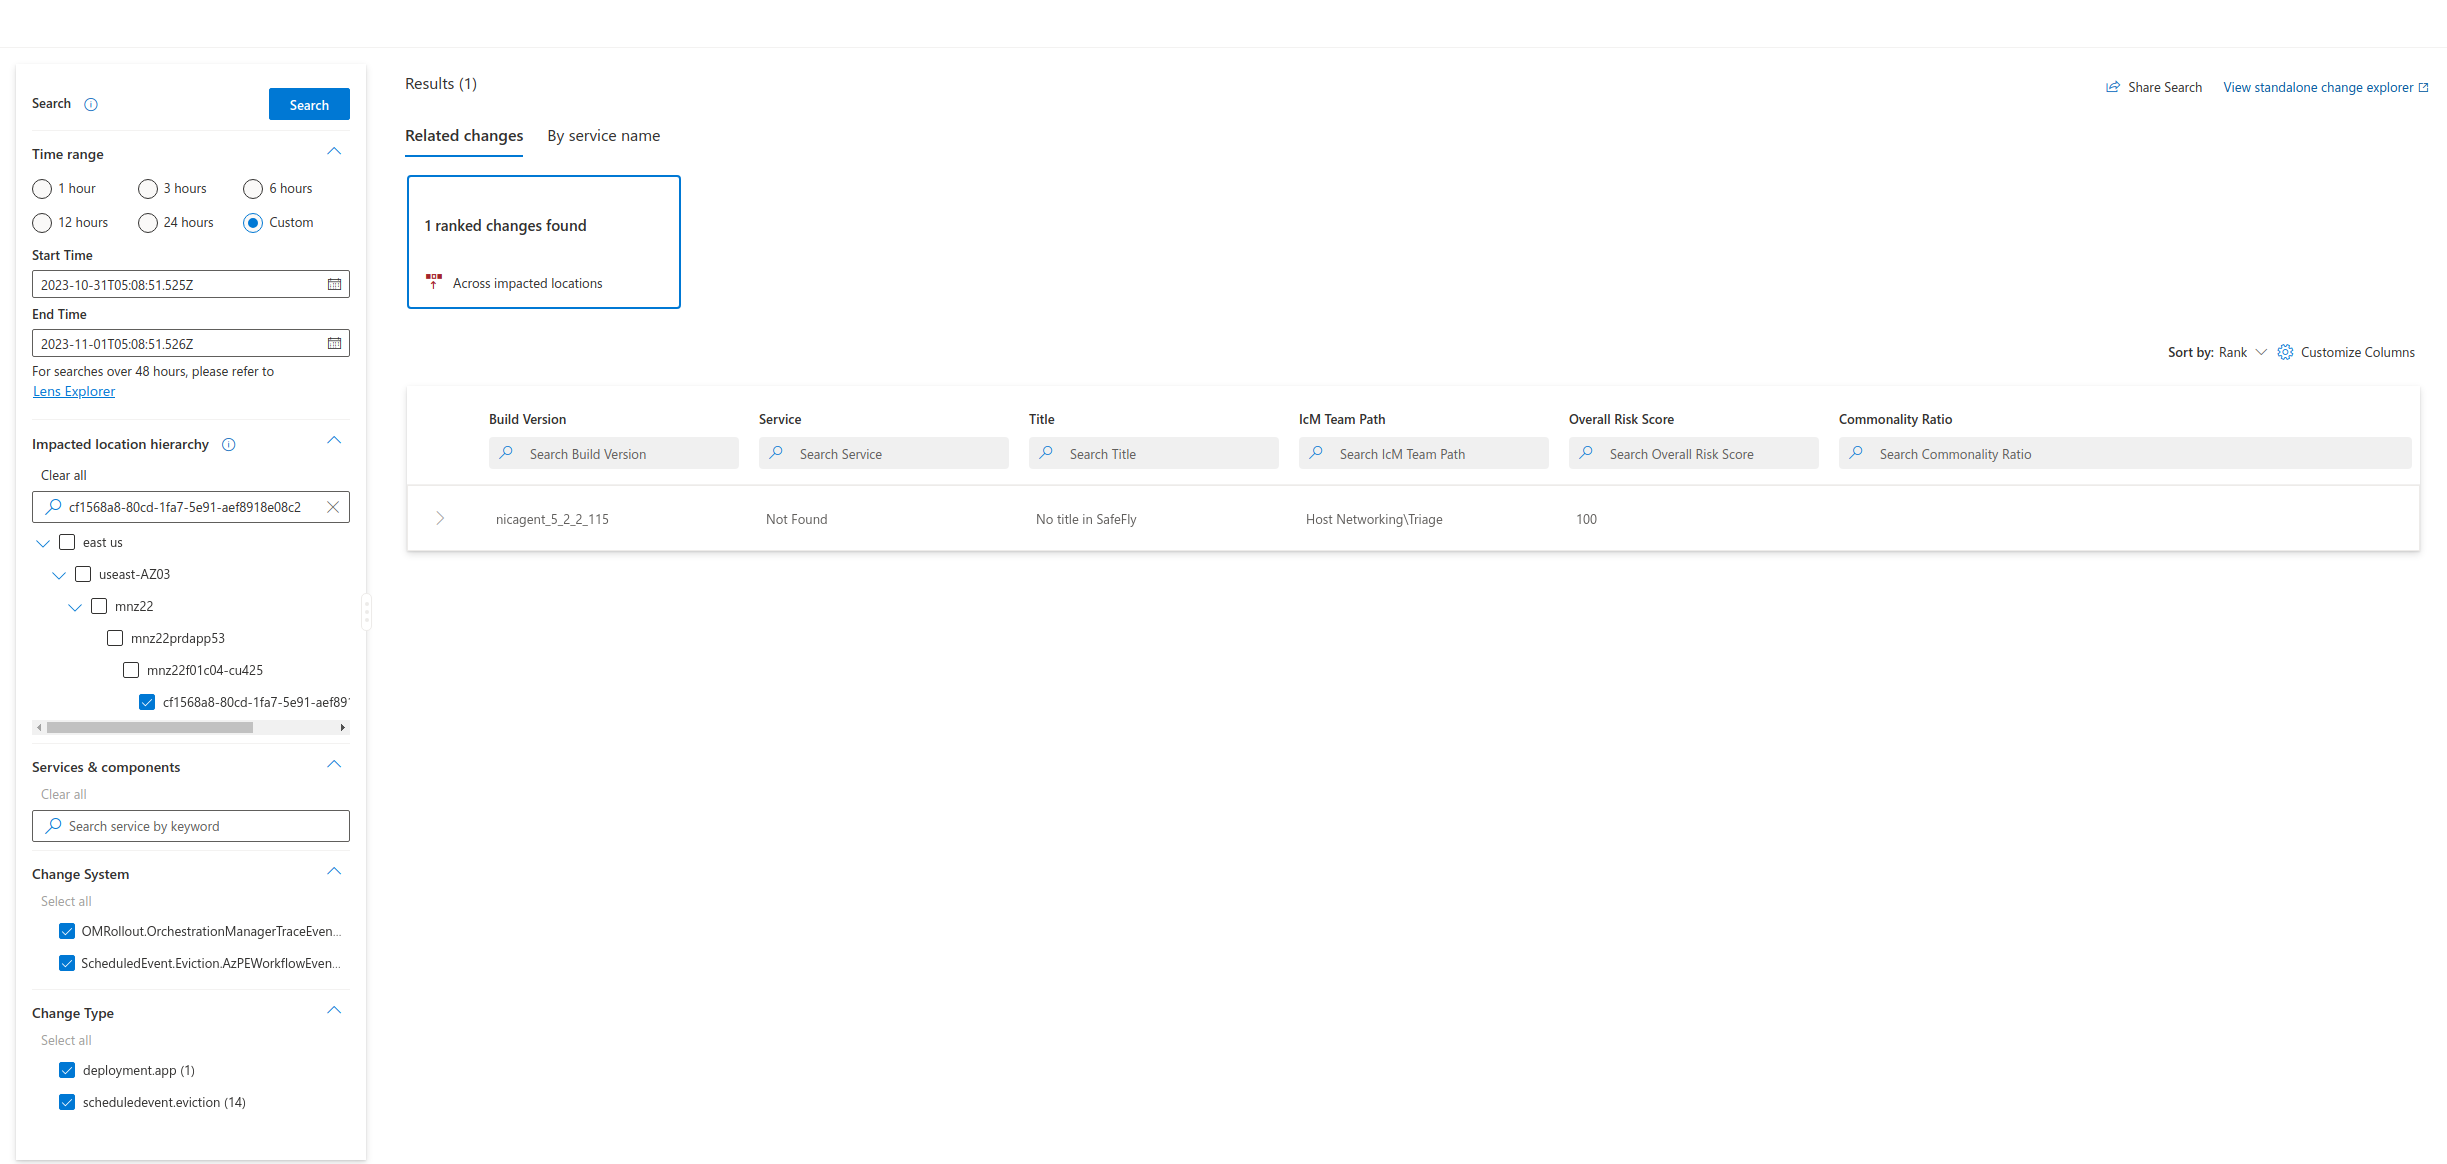 Search
Search
Time range
1 hour
3 hours
6 hours
12 hours
24 hours
Custom
Start Time
2023-10-31T05:08:51.525Z
End Time
2023-11-01T05:08:51.526Z
For searches over 48 hours, please refer to
Lens Explorer
Impacted location hierarchy
Clear all
cf1568a8-80cd-1fa7-5e91-aef8918e08c2
east us
useast-AZ03
mnz22
mnz22prdapp53
mnz22f01c04-cu425
cf1568a8-80cd-1fa7-5e91-aef891
Services & components
Clear all
Search service by keyword
Change System
Select all
OMRollout.OrchestrationManagerTraceEven...
ScheduledEvent.Eviction.AzPEWorkflowEven...
Change Type
Select all
deployment.app (1)
scheduledevent.eviction (14)
Results (1)
Share Search
View standalone change explorer
Related changes
By service name
1 ranked changes found
Across impacted locations
Sort by: Rank
Customize Columns
Build Version
Service
Title
IcM Team Path
Overall Risk Score
Commonality Ratio
Search Build Version
Search Service
Search Title
Search IcM Team Path
Search Overall Risk Score
Search Commonality Ratio
nicagent_5_2_2_115
Not Found
No title in SafeFly
Host Networking\Triage
100